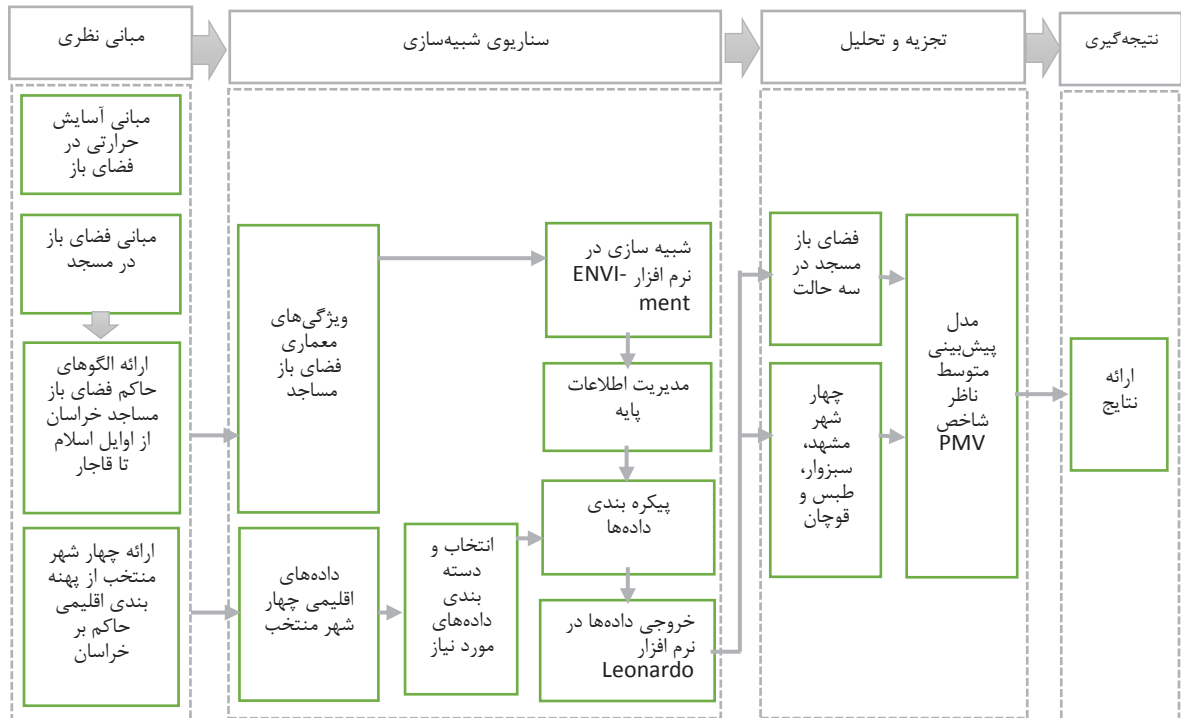 مبانی نظری
سناریوی شبیه‌سازی
تجزیه و تحلیل
نتیجه‌گیری
مبانی آسایش
حرارتی در
فضای باز
مبانی فضای باز
در مسجد
ارائه الگوهای
حاکم فضای باز
مساجد خراسان
از اوایل اسلام
تا قاجار
ارائه چهار شهر
منتخب از پهنه
بندی اقلیمی
حاکم بر
خراسان
ویژگی‌های
معماری
فضای باز
مساجد
داده‌های
اقلیمی چهار
شهر منتخب
انتخاب و
دسته
بندی
داده‌های
مورد نیاز
شبیه سازی در
نرم افزار ENVI-
ment
مدیریت اطلاعات
پایه
پیکره بندی
داده‌ها
خروجی داده‌ها در
نرم افزار
Leonardo
فضای
باز
مسجد در
سه حالت
چهار
شهر
مشهد،
سبزوار،
طبس و
قوچان
مدل
پیش‌بینی
متوسط
ناظر
شاخص
PMV
ارائه
نتایج